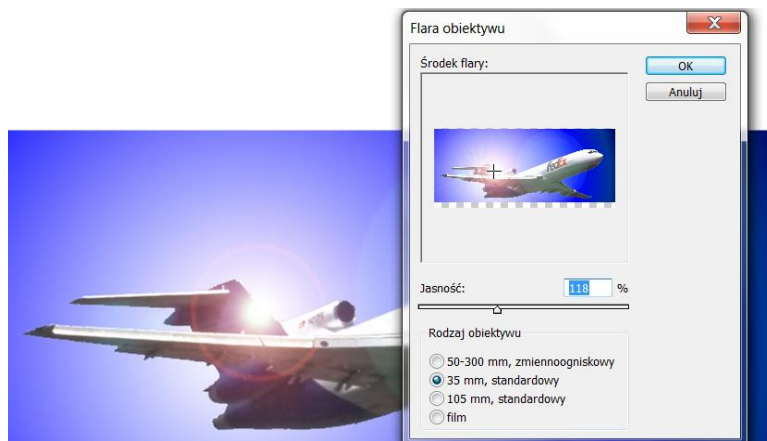 Flara obiektywu
Środek flary:
OK
Anuluj
FedEx
Jasność:
118 %
Rodzaj obiektywu
50-300 mm, zmiennoogniskowy
35 mm, standardowy
105 mm, standardowy
film